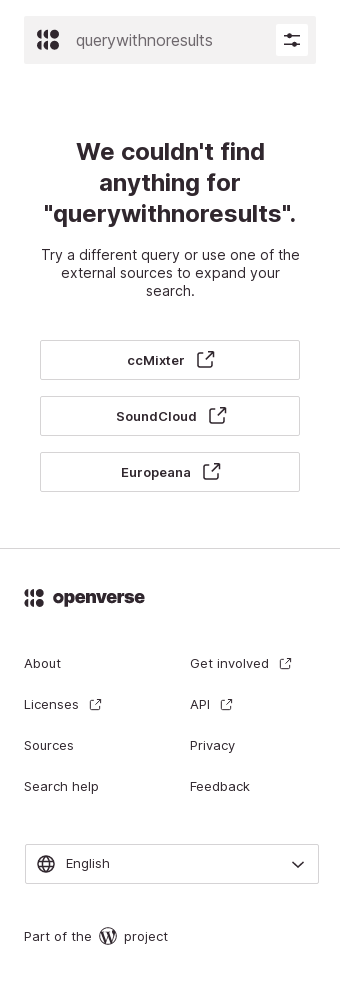 querywithnoresults
We couldn't find
anything for
"querywithnoresults".
Try a different query or use one of the
external sources to expand your
search.
ccMixter
SoundCloud
Europeana
openverse
About
Get involved
Licenses
API
Sources
Privacy
Search help
Feedback
English
Part of the project